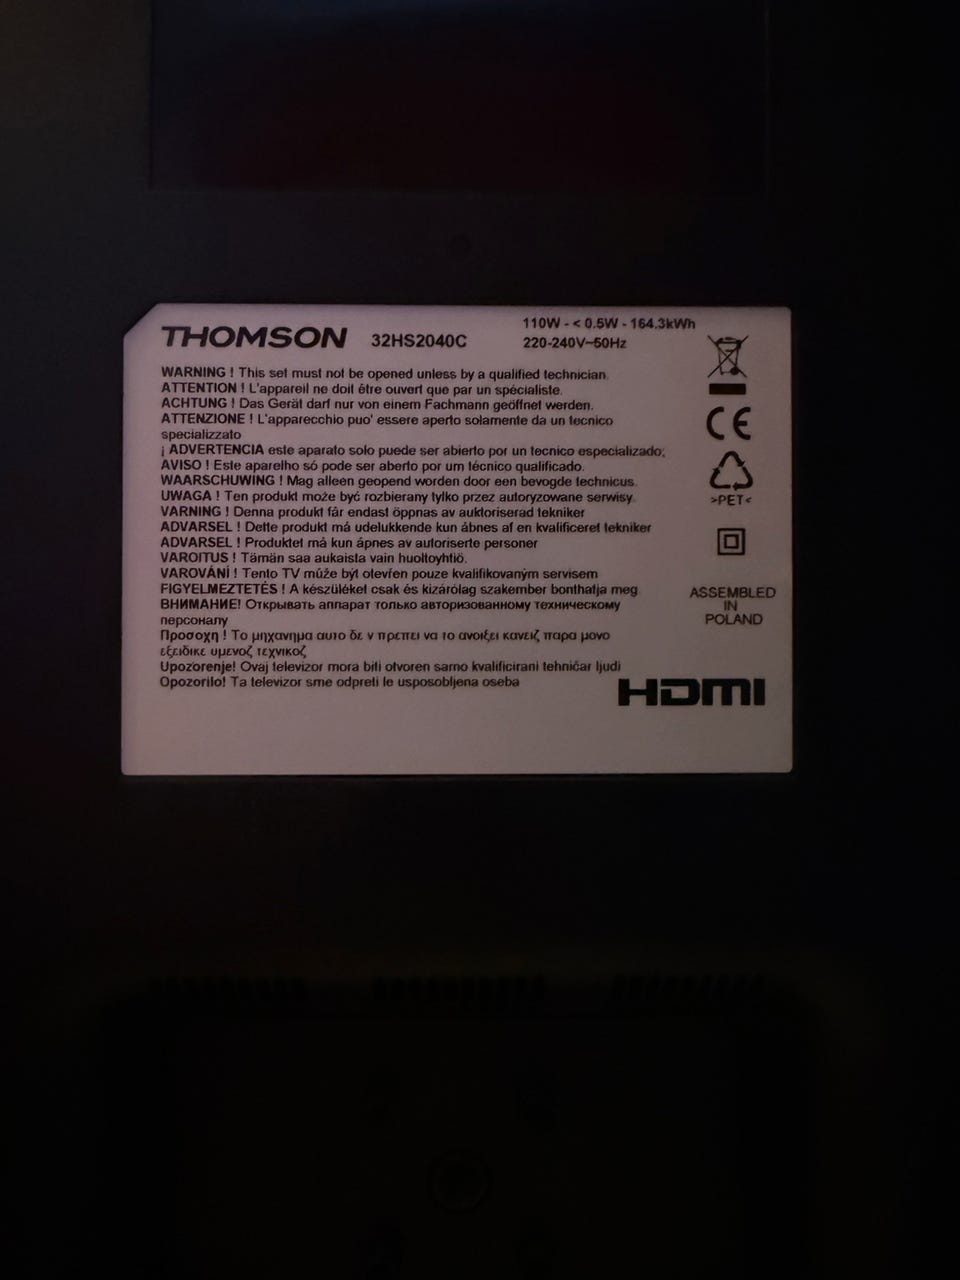 THOMSON 32HS2040C
110W - < 0.5W - 164.3kWh
220-240V~50Hz
WARNING ! This set must not be opened unless by a qualified technician.
ATTENTION ! L'appareil ne doit être ouvert que par un spécialiste.
ACHTUNG ! Das Gerät darf nur von einem Fachmann geöffnet werden.
ATTENZIONE ! L'apparecchio puo' essere aperto solamente da un tecnico
specializzato
¡ ADVERTENCIA este aparato solo puede ser abierto por un tecnico especializado;
AVISO ! Este aparelho só pode ser aberto por um técnico qualificado.
WAARSCHUWING ! Mag alleen geopend worden door een bevogde technicus.
UWAGA ! Ten produkt może być rozbierany tylko przez autoryzowane serwisy.
VARNING ! Denna produkt får endast öppnas av auktoriserad tekniker
ADVARSEL ! Dette produkt må udelukkende kun åbnes af en kvalificeret tekniker
ADVARSEL ! Produktet må kun åpnes av autoriserte personer
VAROITUS ! Tämän saa aukaista vain huoltoyhtiö.
VAROVÁNÍ ! Tento TV může být otevřen pouze kvalifikovaným servisem
FIGYELMEZTETÉS ! A készüléket csak és kizárólag szakember bonthatja meg.
ВНИМАНИЕ! Открывать аппарат только авторизованному техническому
персоналу
Προσοχη ! Το μηχανημα αυτο δε ν πρεπει να το ανοιξει κανειζ παρα μονο
εξειδικε υμενοζ τεχνικοζ
Upozorenje! Ovaj televizor mora biti otvoren samo kvalificirani tehničar ljudi
Opozorilo! Ta televizor sme odpreti le usposobljena oseba
CE
>PET<
ASSEMBLED
IN
POLAND
HDMI